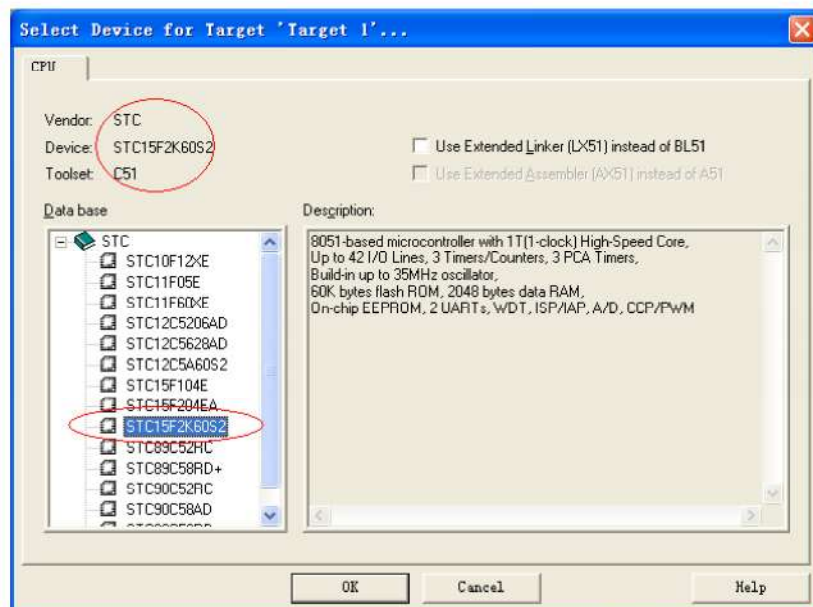 Select Device for Target 'Target 1'...
CPU
Vendor: STC
Device: STC15F2K60S2
Toolset: C51
Use Extended Linker (LX51) instead of BL51
Use Extended Assembler (AX51) instead of A51
Data base
Description:
STC
STC10F12XE
STC11F05E
STC11F60XE
STC12C5206AD
STC12C5628AD
STC12C5A60S2
STC15F104E
STC15F204EA
STC15F2K60S2
STC89C52RC
STC89C58RD+
STC90C52RC
STC90C58AD
8051-based microcontroller with 1T(1-clock) High-Speed Core,
Up to 42 I/O Lines, 3 Timers/Counters, 3 PCA Timers,
Build-in up to 35MHz oscillator,
60K bytes flash ROM, 2048 bytes data RAM,
On-chip EEPROM, 2 UARTs, WDT, ISP/IAP, A/D, CCP/PWM
OK
Cancel
Help